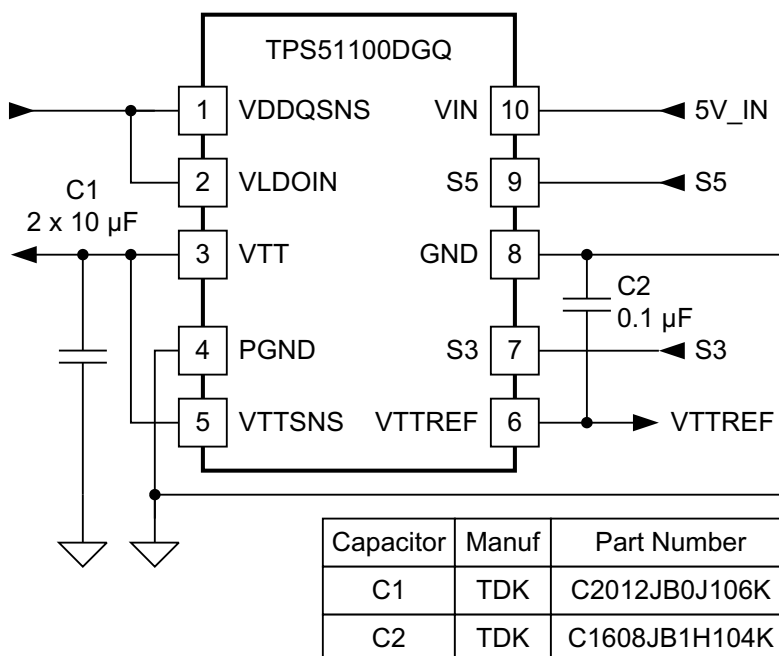 TPS51100DGQ
1 VDDQSNS VIN 10 5V_IN
2 VLDOIN S5 9 S5
C1
2 x 10 µF
3 VTT GND 8
C2
0.1 µF
4 PGND S3 7 S3
5 VTTSNS VTTREF 6 VTTREF
Capacitor Manuf Part Number
C1 TDK C2012JB0J106K
C2 TDK C1608JB1H104K